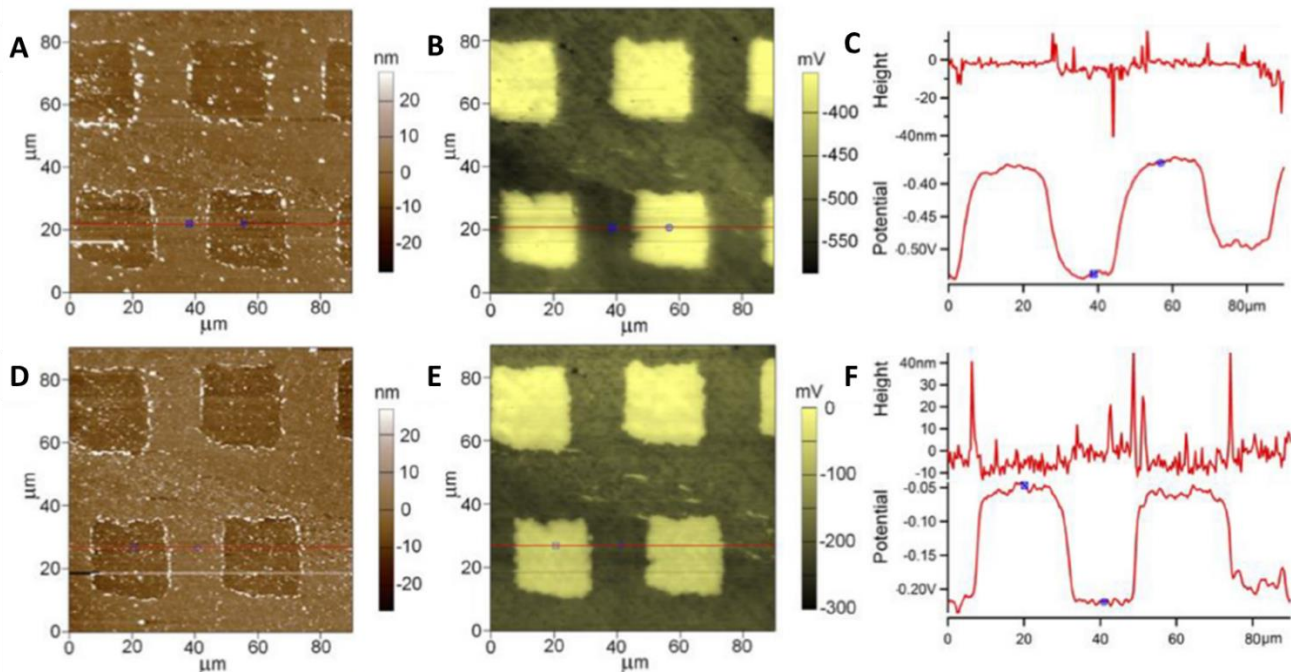 A
80
60
40
20
0
μm
0 20 40 60 80
μm
nm
20
10
0
-10
-20
B
80
60
40
20
0
μm
0 20 40 60 80
μm
mV
-400
-450
-500
-550
C
0
-20
-40nm
Height
-0.40
-0.45
-0.50V
Potential
0 20 40 60 80μm
D
80
60
40
20
0
μm
0 20 40 60 80
μm
nm
20
10
0
-10
-20
E
80
60
40
20
0
μm
0 20 40 60 80
μm
mV
0
-100
-200
-300
F
40nm
30
20
10
0
-10
Height
-0.05
-0.10
-0.15
-0.20V
Potential
0 20 40 60 80μm